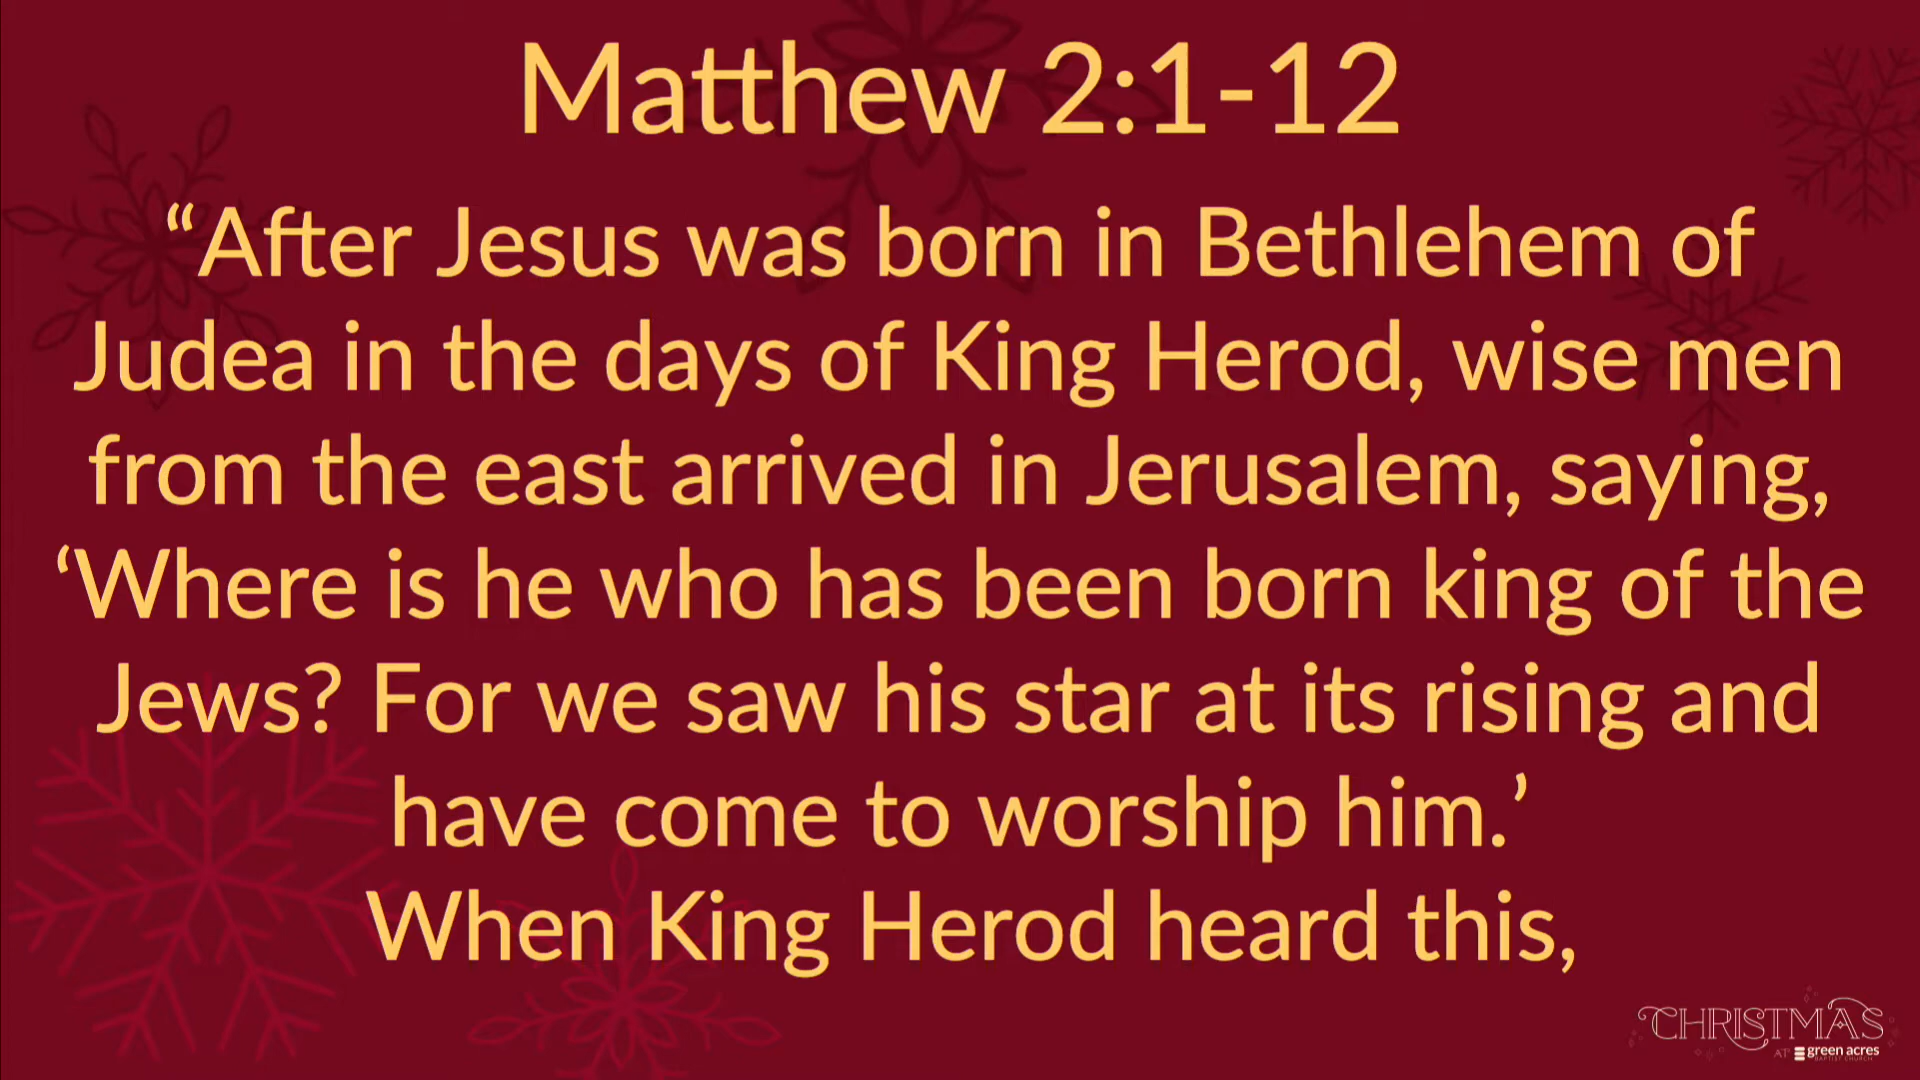 Matthew 2:1-12
“After Jesus was born in Bethlehem of
Judea in the days of King Herod, wise men
from the east arrived in Jerusalem, saying,
‘Where is he who has been born king of the
Jews? For we saw his star at its rising and
have come to worship him.’
When King Herod heard this,
CHRISTMAS
AT green acres
BAPTIST CHURCH